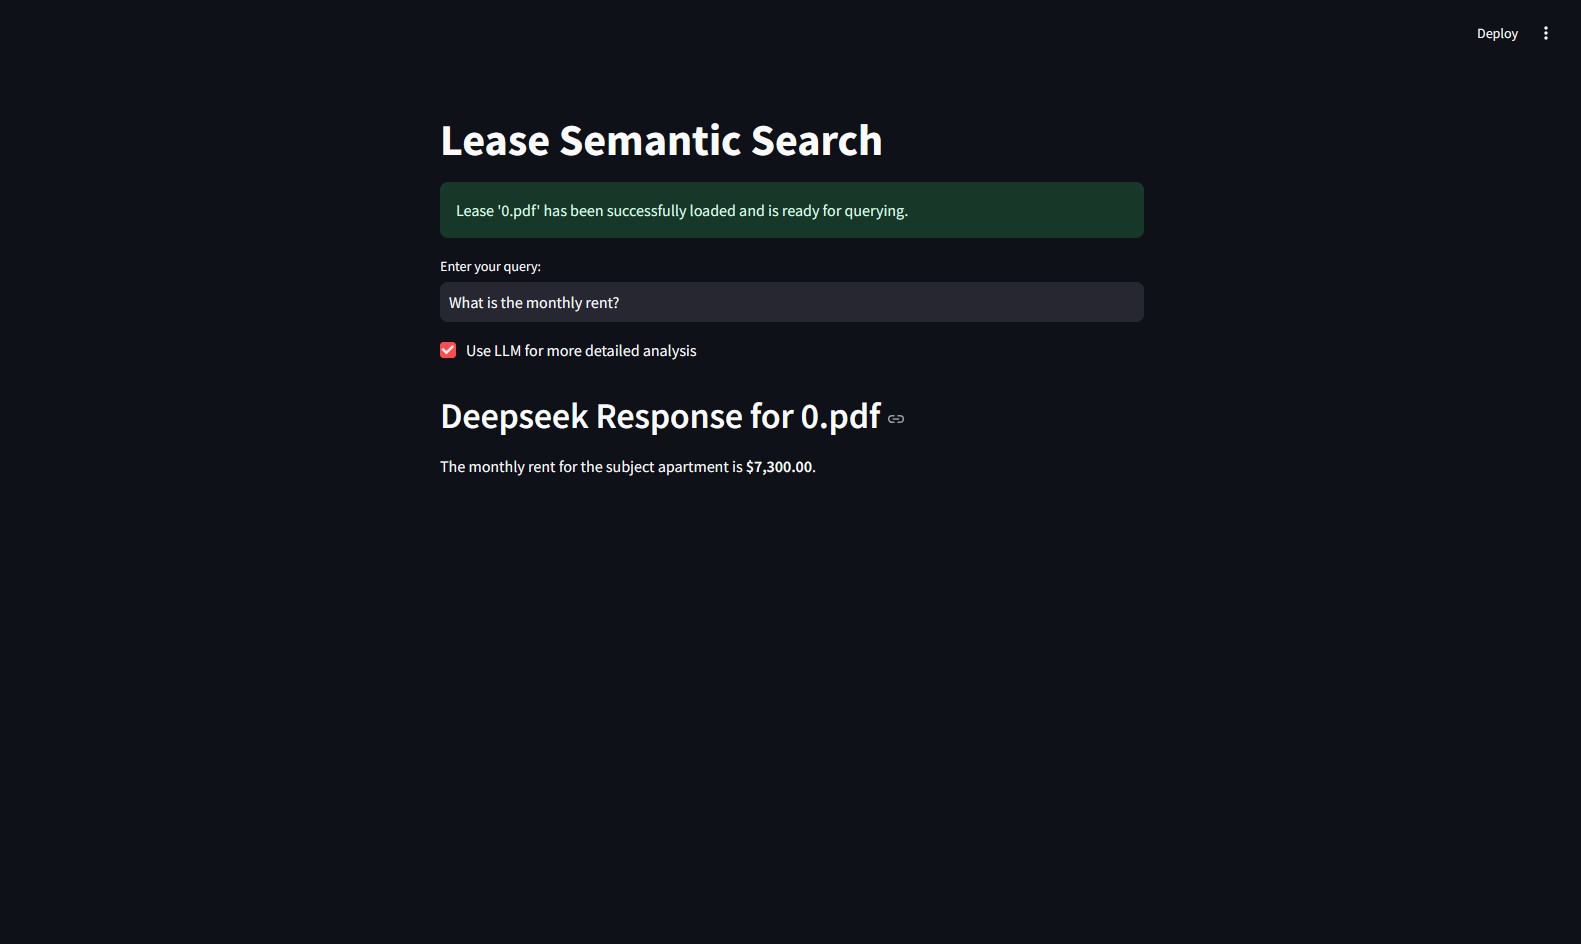 Deploy
Lease Semantic Search
Lease '0.pdf' has been successfully loaded and is ready for querying.
Enter your query:
What is the monthly rent?
Use LLM for more detailed analysis
Deepseek Response for 0.pdf
The monthly rent for the subject apartment is $7,300.00.